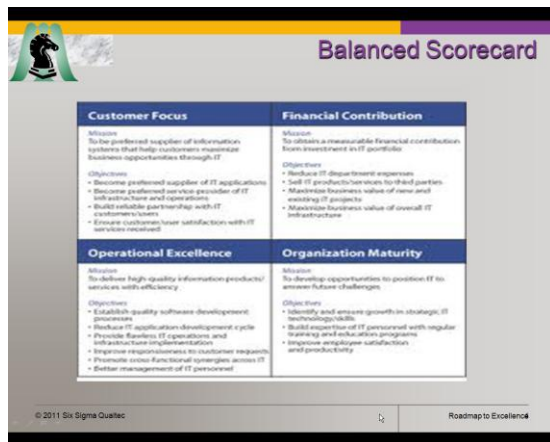 Balanced Scorecard
Customer Focus
Mission
To be preferred supplier of information
systems that help customers maximize
business opportunities through IT
Objectives
• Become preferred supplier of IT applications
• Become preferred service provider of IT
infrastructure and operations
• Build reliable partnership with IT
customers/users
• Ensure customer/user satisfaction with IT
services received
Financial Contribution
Mission
To obtain a measurable financial contribution
from investment in IT portfolio
Objectives
• Reduce IT department expenses
• Sell IT products/services to third parties
• Maximize business value of new and
existing IT projects
• Maximize business value of overall IT
infrastructure
Operational Excellence
Mission
To deliver high-quality information products/
services with efficiency
Objectives
• Establish quality software development
processes
• Reduce IT application development cycle
• Provide flawless IT operations and
infrastructure implementation
• Improve responsiveness to customer requests
• Promote cross-functional synergies across IT
• Better management of IT personnel
Organization Maturity
Mission
To develop opportunities to position IT to
answer future challenges
Objectives
• Identify and ensure growth in strategic IT
technology/skills
• Build expertise of IT personnel with regular
training and education programs
• Improve employee satisfaction
and productivity
© 2011 Six Sigma Qualtec
Roadmap to Excellence